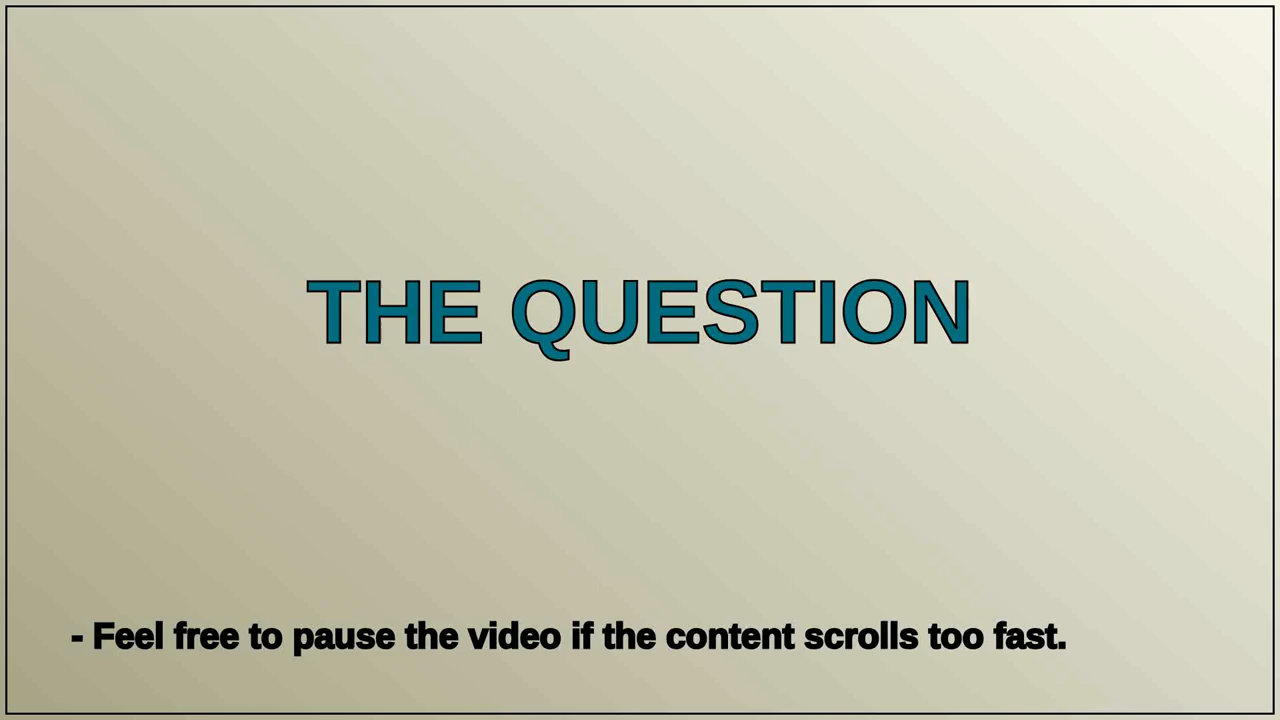 THE QUESTION
- Feel free to pause the video if the content scrolls too fast.